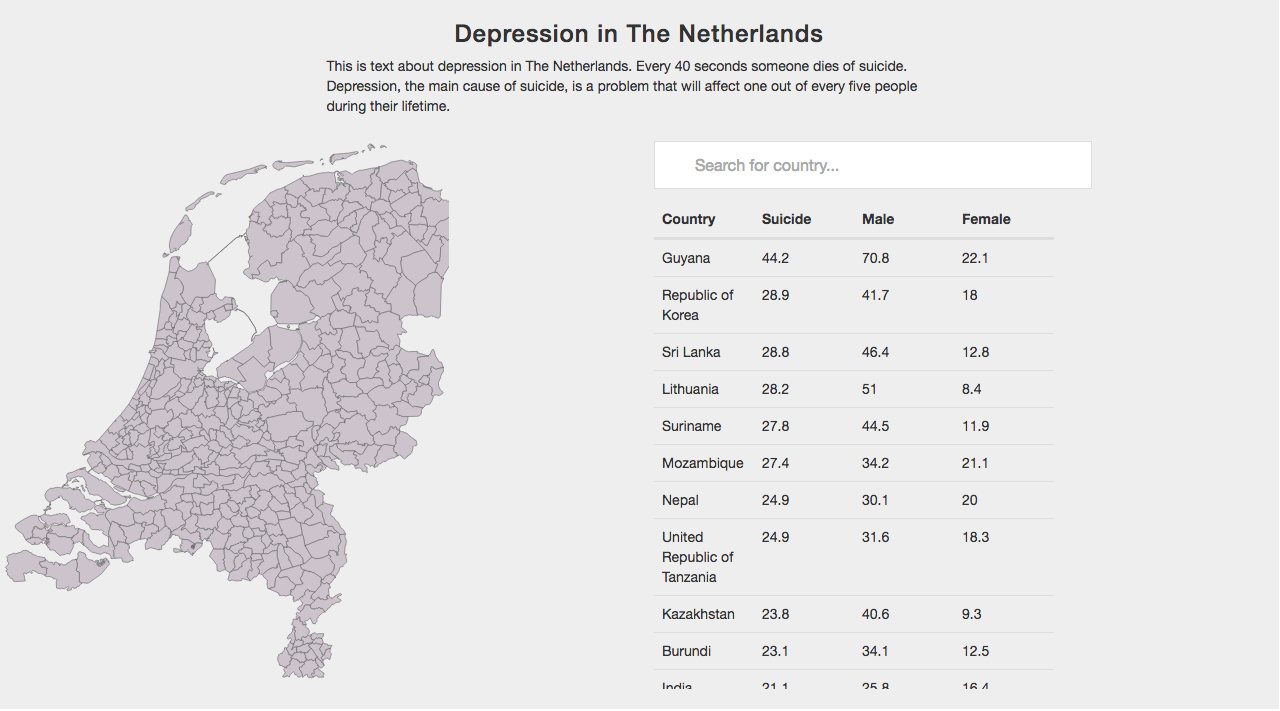 Depression in The Netherlands
This is text about depression in The Netherlands. Every 40 seconds someone dies of suicide.
Depression, the main cause of suicide, is a problem that will affect one out of every five people
during their lifetime.
Search for country...
Country Suicide Male Female
Guyana 44.2 70.8 22.1
Republic of 28.9 41.7 18
Korea
Sri Lanka 28.8 46.4 12.8
Lithuania 28.2 51 8.4
Suriname 27.8 44.5 11.9
Mozambique 27.4 34.2 21.1
Nepal 24.9 30.1 20
United 24.9 31.6 18.3
Republic of
Tanzania
Kazakhstan 23.8 40.6 9.3
Burundi 23.1 34.1 12.5
India 21.1 25.8 16.4